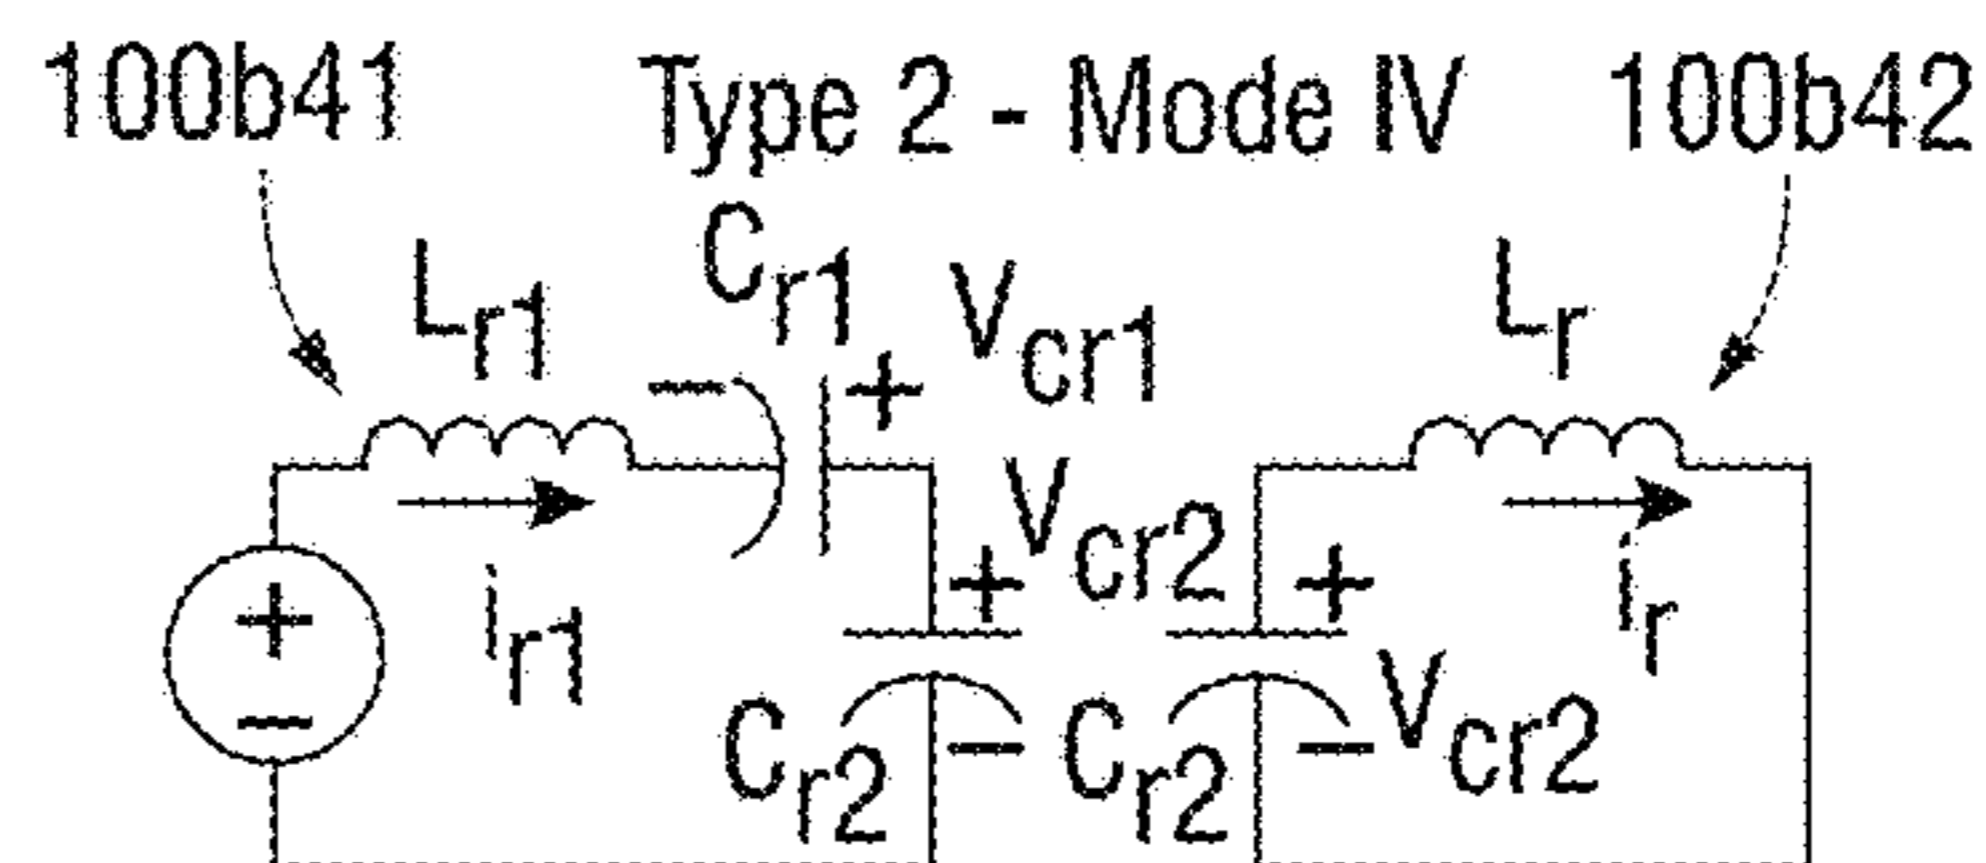 100b41 Type 2 - Mode IV 100b42
Lr1 Cr1 Vcr1 Lr
− +
Vcr2
+ +
+ ir1 ir
−
Cr2 − Cr2 − Vcr2